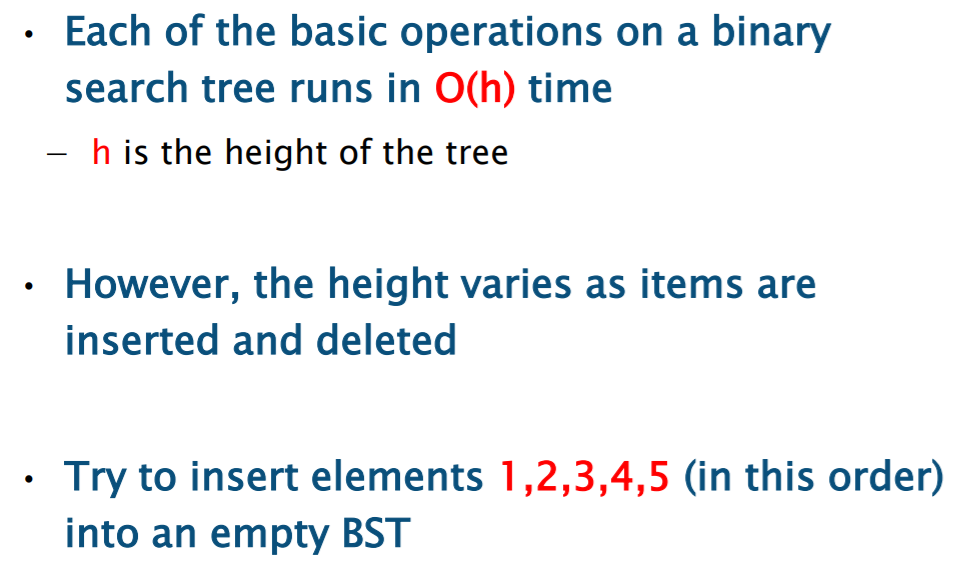 • Each of the basic operations on a binary
search tree runs in O(h) time
– h is the height of the tree
• However, the height varies as items are
inserted and deleted
• Try to insert elements 1,2,3,4,5 (in this order)
into an empty BST